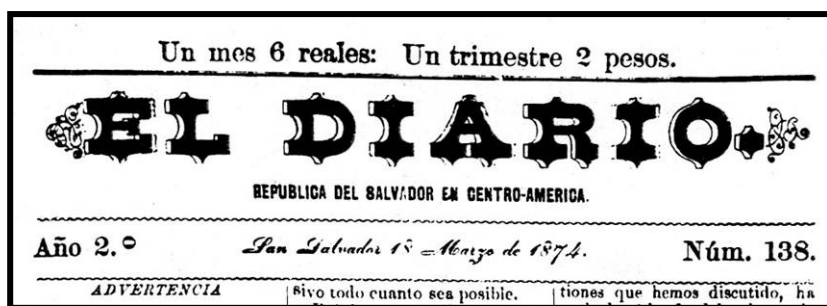 Un mes 6 reales: Un trimestre 2 pesos.
EL DIARIO.
REPUBLICA DEL SALVADOR EN CENTRO-AMERICA.
Año 2.º San Salvador 18 Marzo de 1874. Núm. 138.
ADVERTENCIA
sivo todo cuanto sea posible.
tiones que hemos discutido, ha